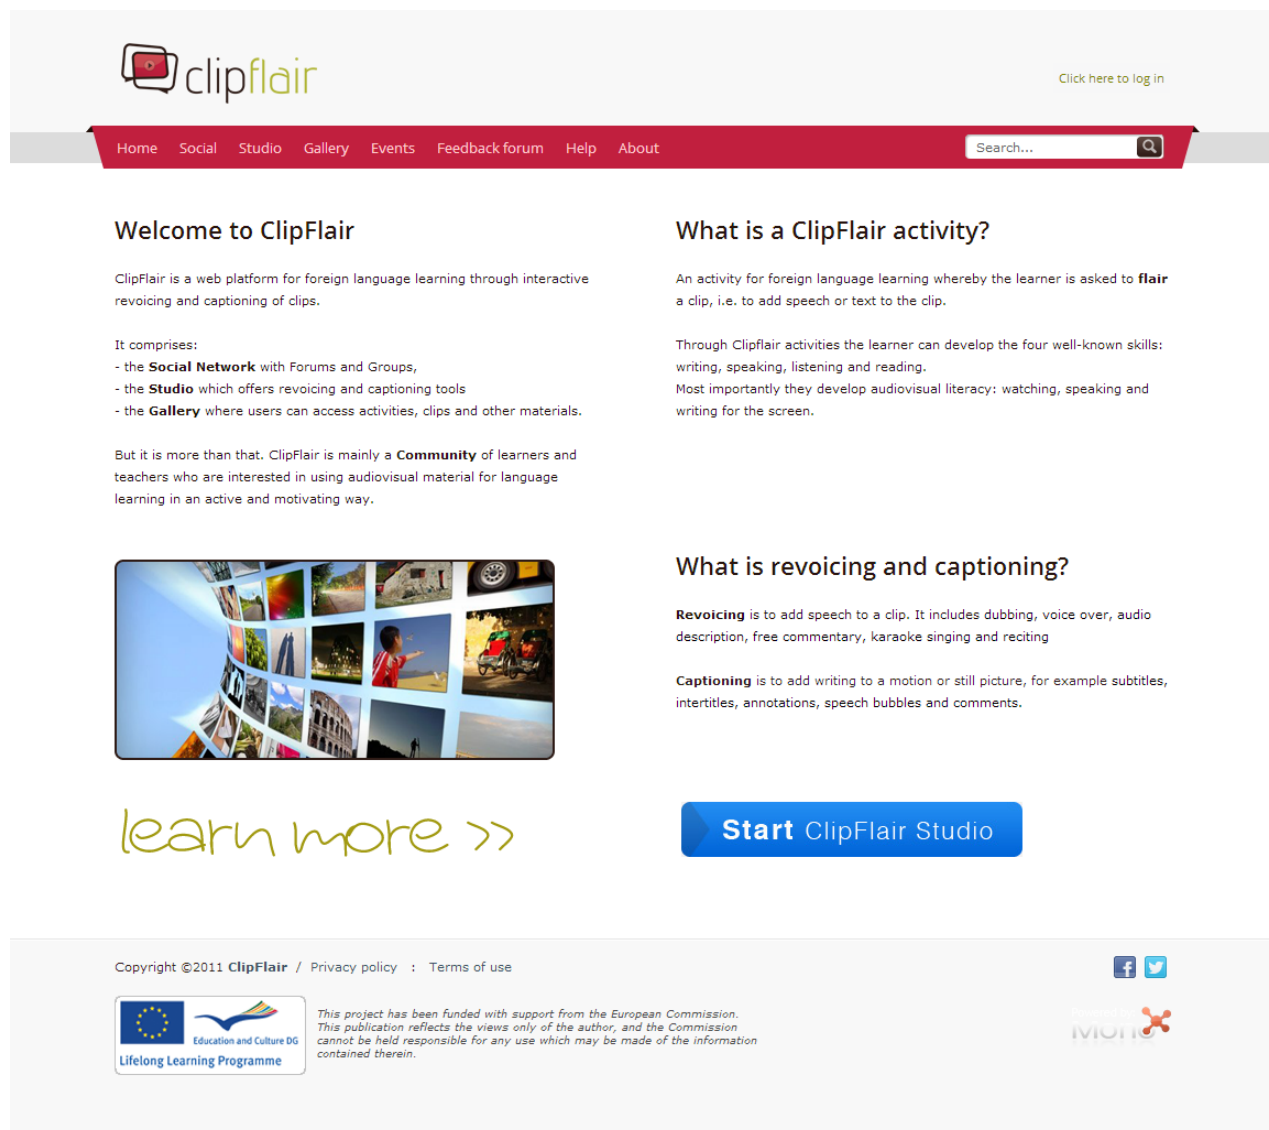 clipflair
Click here to log in
Home Social Studio Gallery Events Feedback forum Help About
Search...
Welcome to ClipFlair
ClipFlair is a web platform for foreign language learning through interactive
revoicing and captioning of clips.
It comprises:
- the Social Network with Forums and Groups,
- the Studio which offers revoicing and captioning tools
- the Gallery where users can access activities, clips and other materials.
But it is more than that. ClipFlair is mainly a Community of learners and
teachers who are interested in using audiovisual material for language
learning in an active and motivating way.
What is a ClipFlair activity?
An activity for foreign language learning whereby the learner is asked to flair
a clip, i.e. to add speech or text to the clip.
Through Clipflair activities the learner can develop the four well-known skills:
writing, speaking, listening and reading.
Most importantly they develop audiovisual literacy: watching, speaking and
writing for the screen.
What is revoicing and captioning?
Revoicing is to add speech to a clip. It includes dubbing, voice over, audio
description, free commentary, karaoke singing and reciting
Captioning is to add writing to a motion or still picture, for example subtitles,
intertitles, annotations, speech bubbles and comments.
learn more >>
Start ClipFlair Studio
Copyright ©2011 ClipFlair / Privacy policy : Terms of use
Education and Culture DG
Lifelong Learning Programme
This project has been funded with support from the European Commission.
This publication reflects the views only of the author, and the Commission
cannot be held responsible for any use which may be made of the information
contained therein.
Powered by
Mono